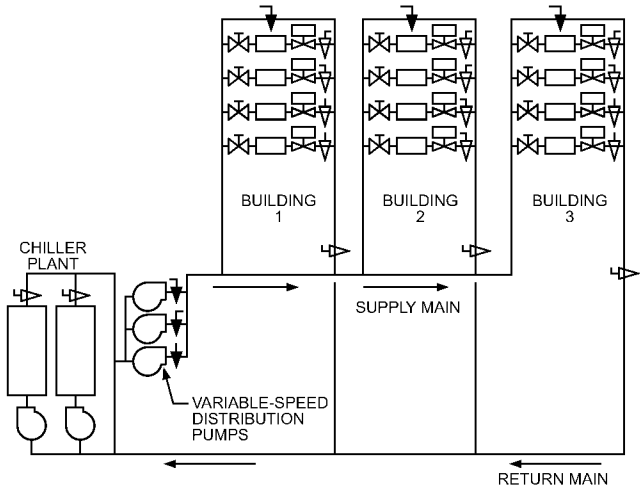 BUILDING
1
BUILDING
2
BUILDING
3
CHILLER
PLANT
SUPPLY MAIN
VARIABLE-SPEED
DISTRIBUTION
PUMPS
RETURN MAIN